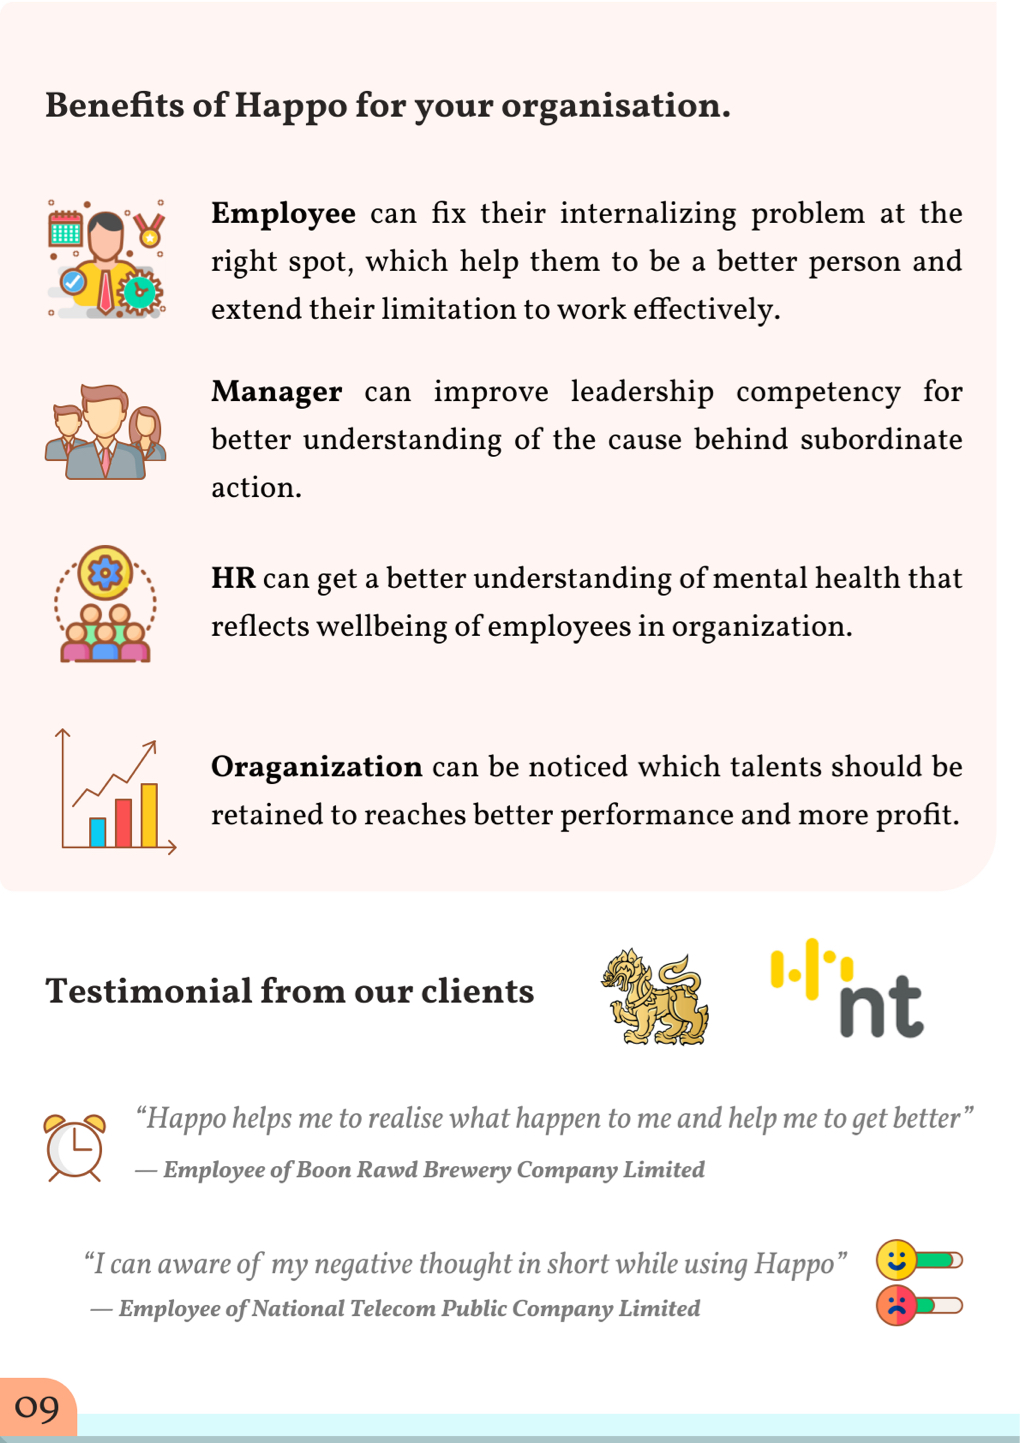 Benefits of Happo for your organisation.
Employee can fix their internalizing problem at the
right spot, which help them to be a better person and
extend their limitation to work effectively.
Manager can improve leadership competency for
better understanding of the cause behind subordinate
action.
HR can get a better understanding of mental health that
reflects wellbeing of employees in organization.
Oraganization can be noticed which talents should be
retained to reaches better performance and more profit.
Testimonial from our clients
nt
“Happo helps me to realise what happen to me and help me to get better”
— Employee of Boon Rawd Brewery Company Limited
“I can aware of my negative thought in short while using Happo”
— Employee of National Telecom Public Company Limited
09